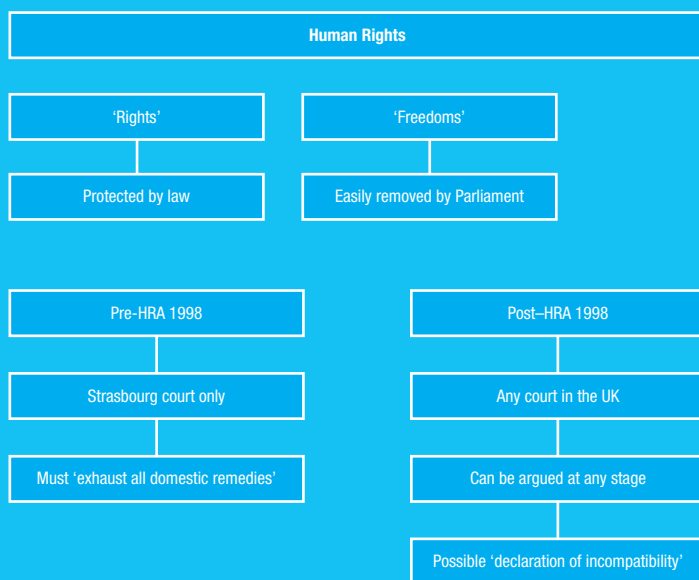 Human Rights
‘Rights’
‘Freedoms’
Protected by law
Easily removed by Parliament
Pre-HRA 1998
Post–HRA 1998
Strasbourg court only
Any court in the UK
Must ‘exhaust all domestic remedies’
Can be argued at any stage
Possible ‘declaration of incompatibility’